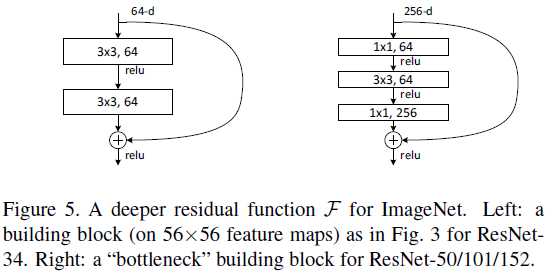 64-d
3x3, 64
relu
3x3, 64
relu
256-d
1x1, 64
relu
3x3, 64
relu
1x1, 256
relu
Figure 5. A deeper residual function F for ImageNet. Left: a
building block (on 56×56 feature maps) as in Fig. 3 for ResNet-
34. Right: a “bottleneck” building block for ResNet-50/101/152.